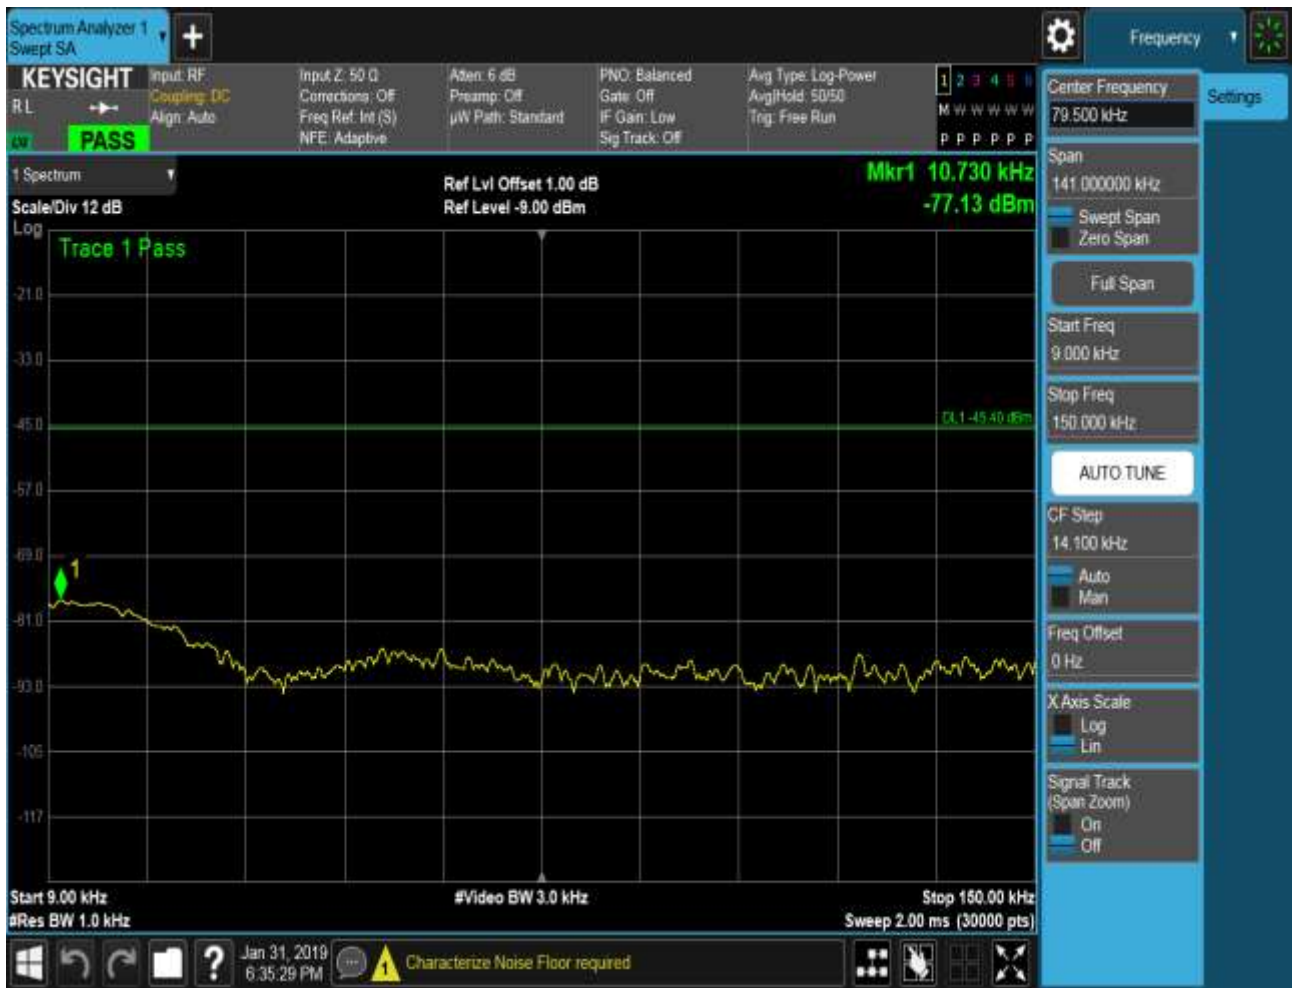 Spectrum Analyzer 1
Swept SA
+
Frequency
KEYSIGHT
R L
PASS
Input: RF
Coupling: DC
Align: Auto
Input Z: 50 Ω
Corrections: Off
Freq Ref: Int (S)
NFE: Adaptive
Atten: 6 dB
Preamp: Off
µW Path: Standard
PNO: Balanced
Gate: Off
IF Gain: Low
Sig Track: Off
Avg Type: Log-Power
Avg|Hold: 50/50
Trig: Free Run
1 2 3 4 5 6
M W W W W W
P P P P P P
1 Spectrum
Scale/Div 12 dB
Log
Ref Lvl Offset 1.00 dB
Ref Level -9.00 dBm
Mkr1 10.730 kHz
-77.13 dBm
Trace 1 Pass
-21.0
-33.0
-45.0
DL1 -45.40 dBm
-57.0
-69.0
1
-81.0
-93.0
-105
-117
Start 9.00 kHz
#Video BW 3.0 kHz
Stop 150.00 kHz
#Res BW 1.0 kHz
Sweep 2.00 ms (30000 pts)
Center Frequency
79.500 kHz
Settings
Span
141.000000 kHz
Swept Span
Zero Span
Full Span
Start Freq
9.000 kHz
Stop Freq
150.000 kHz
AUTO TUNE
CF Step
14.100 kHz
Auto
Man
Freq Offset
0 Hz
X Axis Scale
Log
Lin
Signal Track
(Span Zoom)
On
Off
?
Jan 31, 2019
6:35:29 PM
1
Characterize Noise Floor required